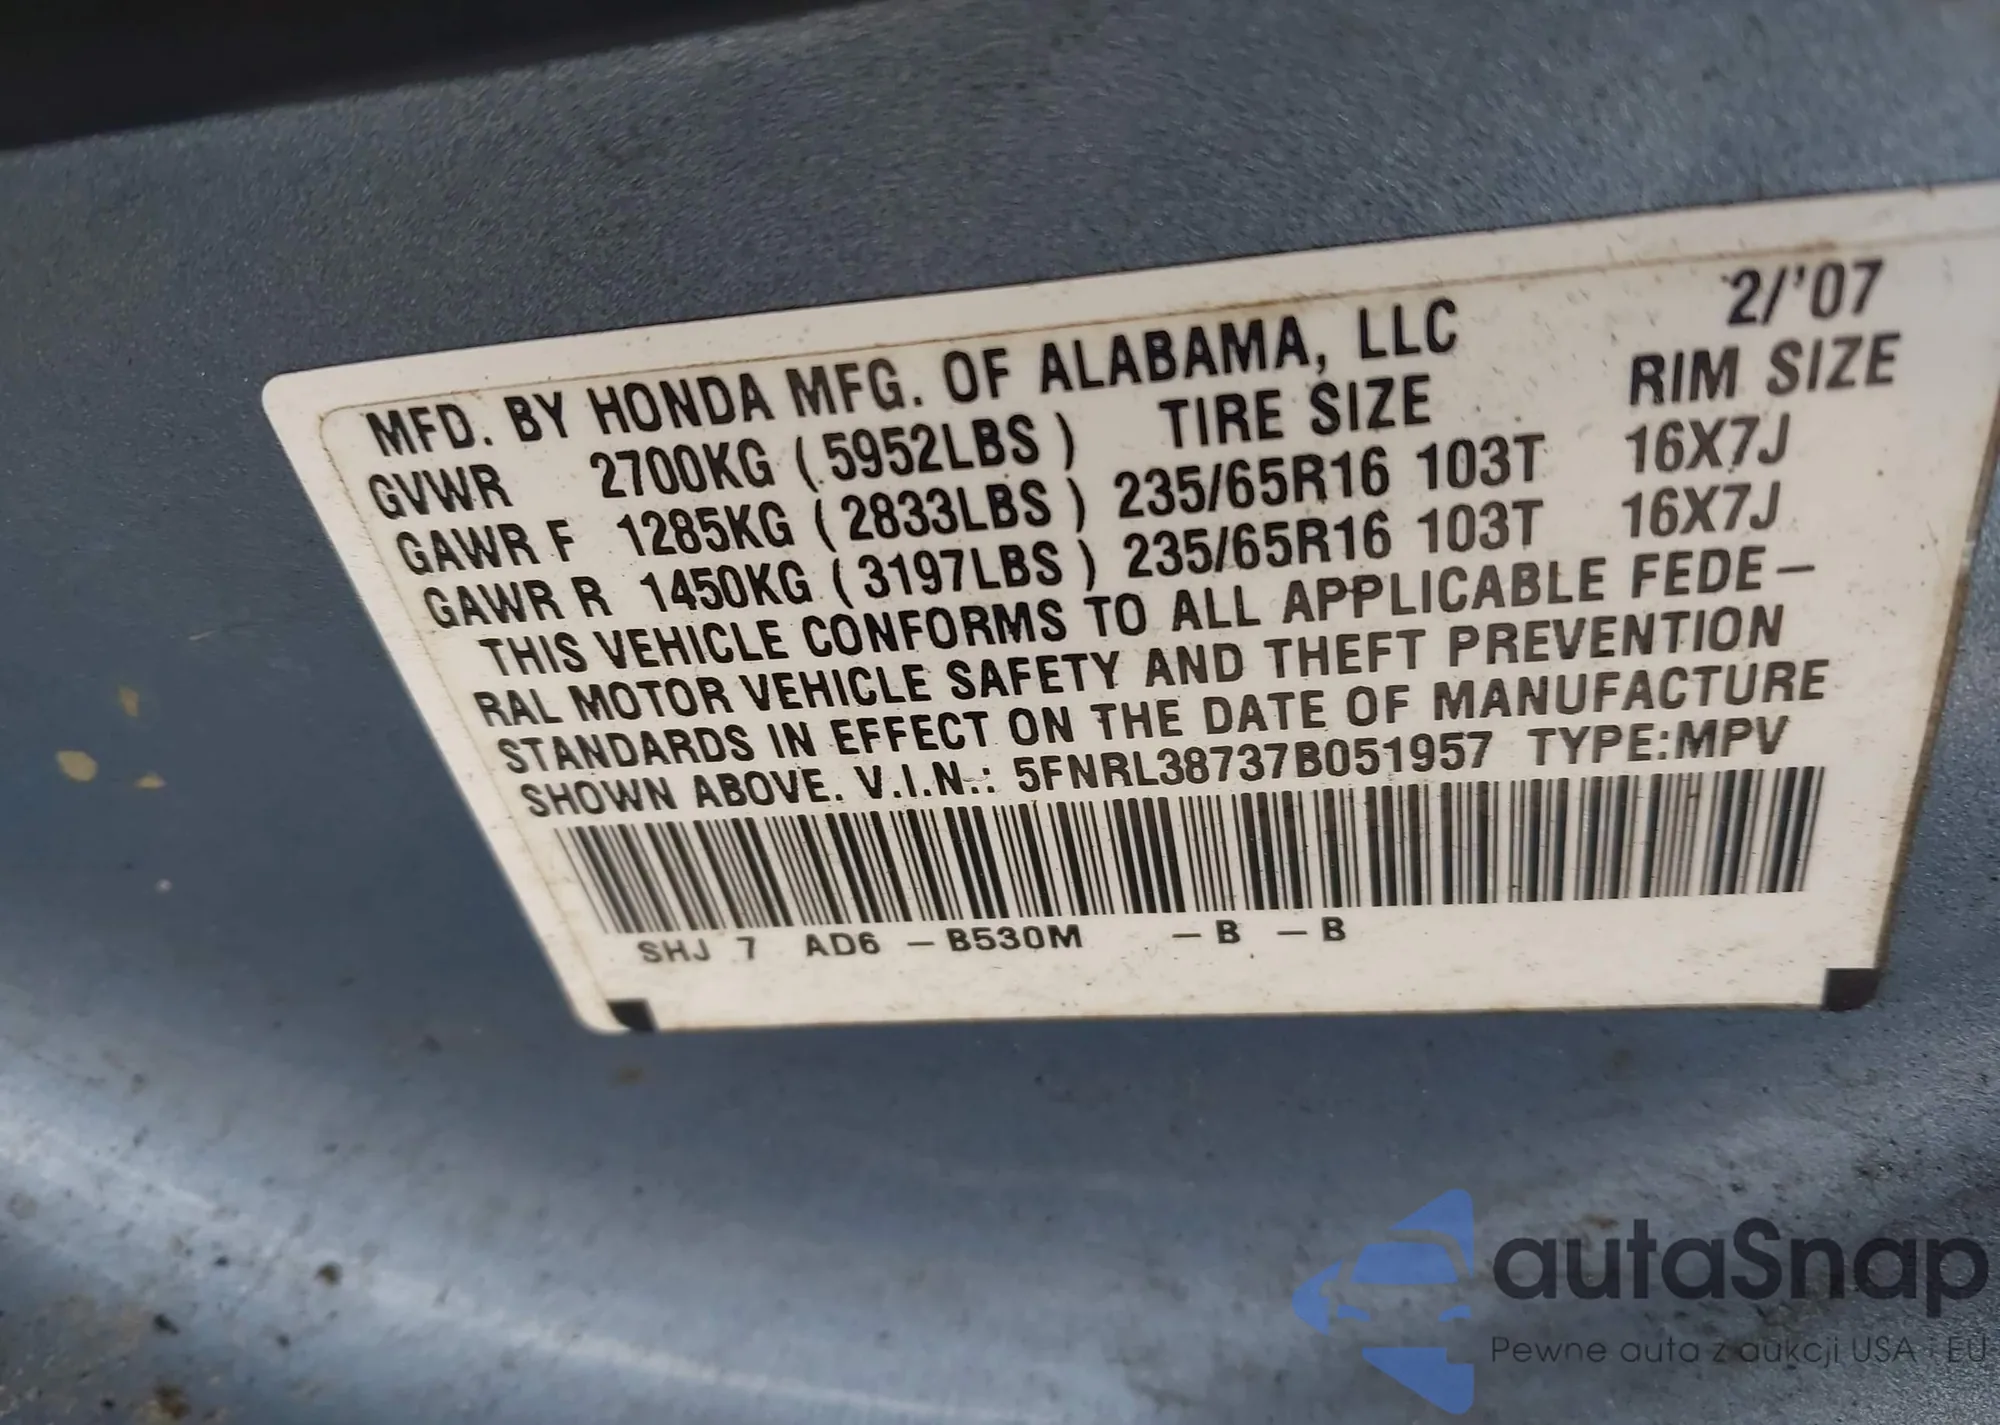 2/'07
MFD. BY HONDA MFG. OF ALABAMA, LLC
GVWR 2700KG ( 5952LBS ) TIRE SIZE RIM SIZE
GAWR F 1285KG ( 2833LBS ) 235/65R16 103T 16X7J
GAWR R 1450KG ( 3197LBS ) 235/65R16 103T 16X7J
THIS VEHICLE CONFORMS TO ALL APPLICABLE FEDE-
RAL MOTOR VEHICLE SAFETY AND THEFT PREVENTION
STANDARDS IN EFFECT ON THE DATE OF MANUFACTURE
SHOWN ABOVE. V.I.N.: 5FNRL38737B051957 TYPE:MPV
SHJ 7 AD6 -B530M -B -B
autaSnap
Pewne auta z aukcji USA i EU